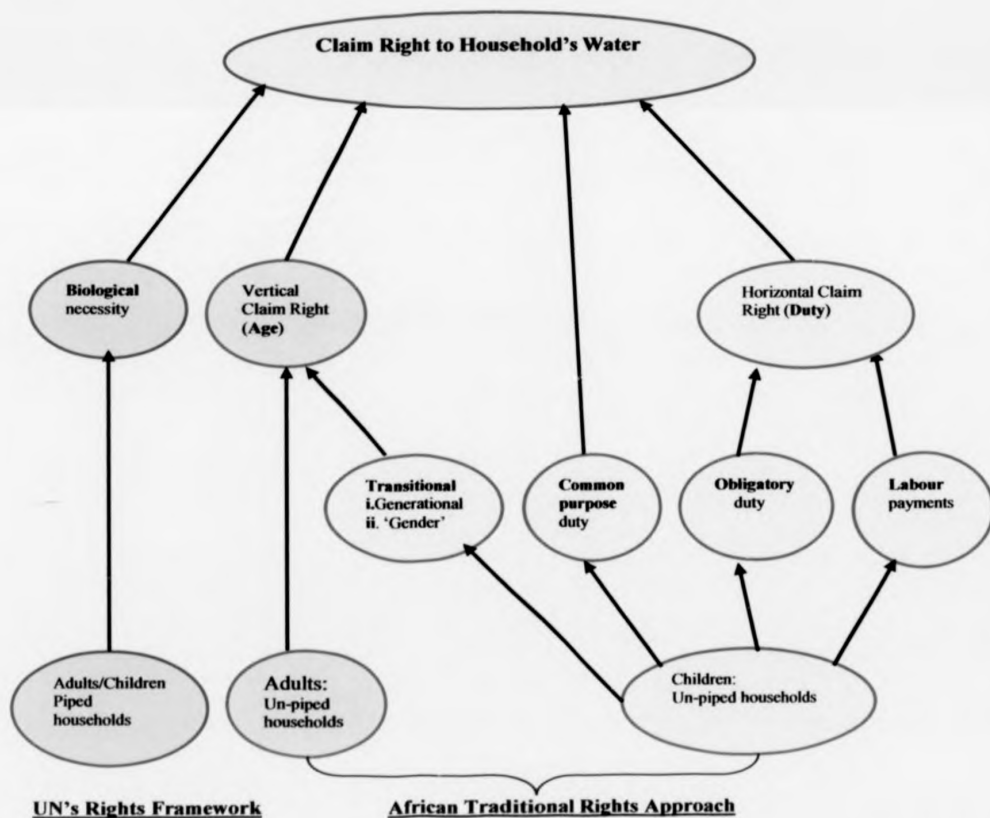 Claim Right to Household's Water
Biological
necessity
Vertical
Claim Right
(Age)
Horizontal Claim
Right (Duty)
Transitional
i.Generational
ii. 'Gender'
Common
purpose
duty
Obligatory
duty
Labour
payments
Adults/Children
Piped
households
Adults:
Un-piped
households
Children:
Un-piped households
UN's Rights Framework
African Traditional Rights Approach